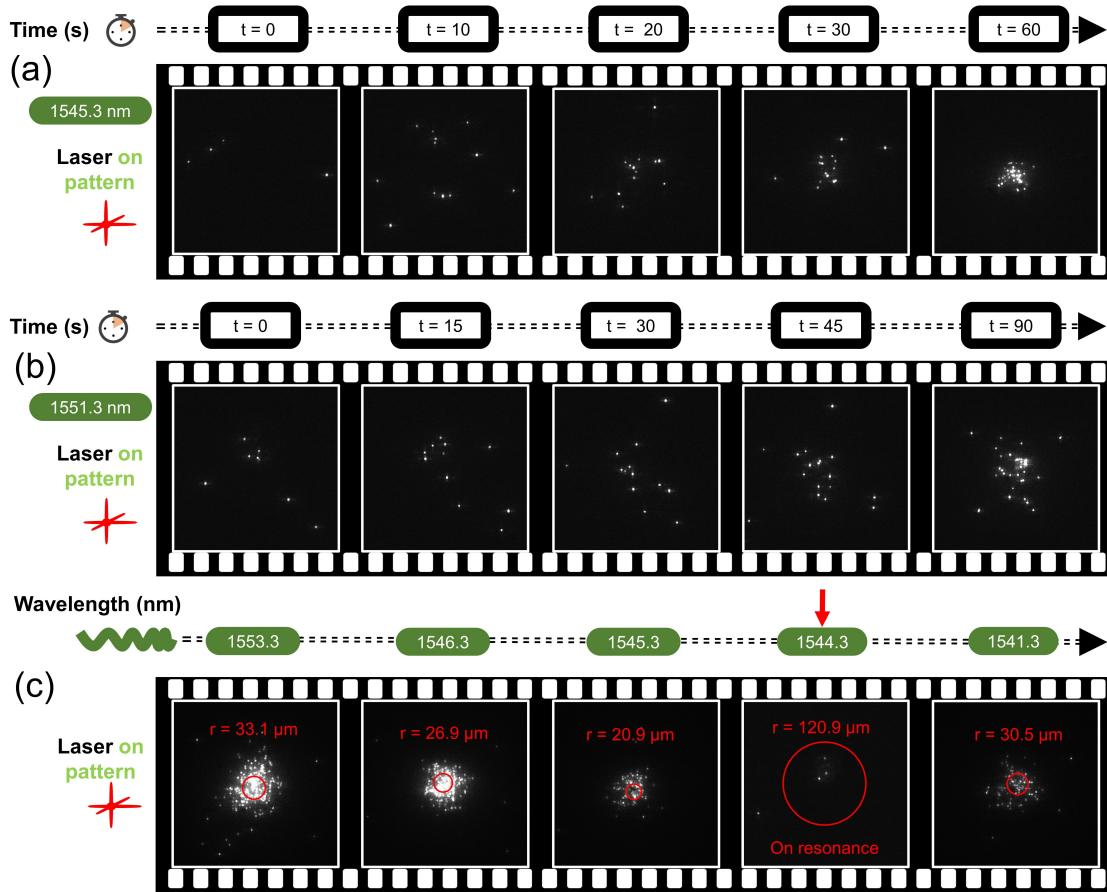 Time (s)
t = 0
t = 10
t = 20
t = 30
t = 60
(a)
1545.3 nm
Laser on
pattern
Time (s)
t = 0
t = 15
t = 30
t = 45
t = 90
(b)
1551.3 nm
Laser on
pattern
Wavelength (nm)
1553.3
1546.3
1545.3
1544.3
1541.3
(c)
Laser on
pattern
r = 33.1 µm
r = 26.9 µm
r = 20.9 µm
r = 120.9 µm
r = 30.5 µm
On resonance